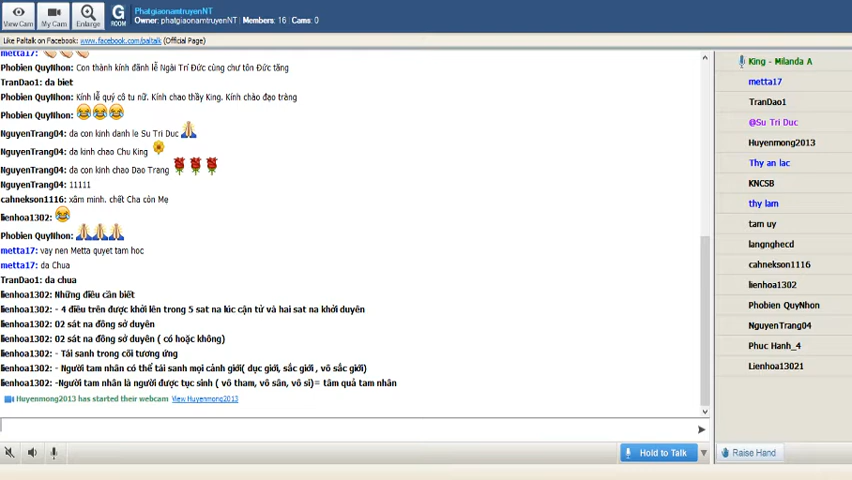 PhatgiaonamtruyenNT
Owner: phatgiaonamtruyenNT | Members: 16 | Cams: 0
View Cam
My Cam
Enlarge
G
ROOM
Like Paltalk on Facebook: www.facebook.com/paltalk (Official Page)
metta17:
Phobien QuyNhon: Con thành kính đãnh lễ Ngài Trí Đức cùng chư tôn Đức tăng
TranDao1: da biet
Phobien QuyNhon: Kính lễ quý cô tu nữ. Kính chao thầy King. Kính chảo đạo tràng
Phobien QuyNhon:
NguyenTrang04: da con kinh danh le Su Tri Duc
NguyenTrang04: da kinh chao Chu King
NguyenTrang04: da con kinh chao Dao Trang
NguyenTrang04: 11111
cahnekson1116: xâm minh. chết Cha còn Mẹ
lienhoa1302:
Phobien QuyNhon:
metta17: vay nen Metta quyet tam hoc
metta17: da Chua
TranDao1: da chua
lienhoa1302: Những điều cần biết
lienhoa1302: - 4 điều trên được khởi lên trong 5 sat na lúc cận tử và hai sat na khởi duyên
lienhoa1302: 02 sát na đồng sở duyên
lienhoa1302: 02 sát na đồng sở duyên ( có hoặc không)
lienhoa1302: - Tái sanh trong cõi tương ứng
lienhoa1302: - Người tam nhân có thể tái sanh mọi cảnh giới( dục giới, sắc giới , vô sắc giới)
lienhoa1302: -Người tam nhân là người được tục sinh ( vô tham, vô sân, vô si)= tâm quả tam nhân
Huyenmong2013 has started their webcam View Huyenmong2013
Hold to Talk
King - Milanda A
metta17
TranDao1
@Su Tri Duc
Huyenmong2013
Thy an lac
KNCSB
thy lam
tam uy
langnghecd
cahnekson1116
lienhoa1302
Phobien QuyNhon
NguyenTrang04
Phuc Hanh_4
Lienhoa13021
Raise Hand